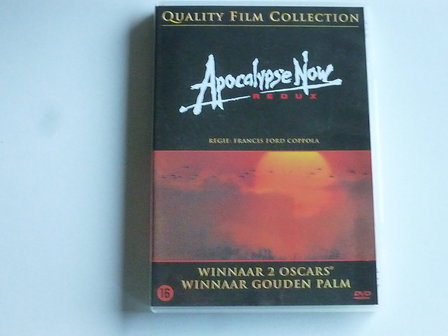 QUALITY FILM COLLECTION
Apocalypse Now
REDUX
REGIE: FRANCIS FORD COPPOLA
WINNAAR 2 OSCARS®
WINNAAR GOUDEN PALM
16
DVD